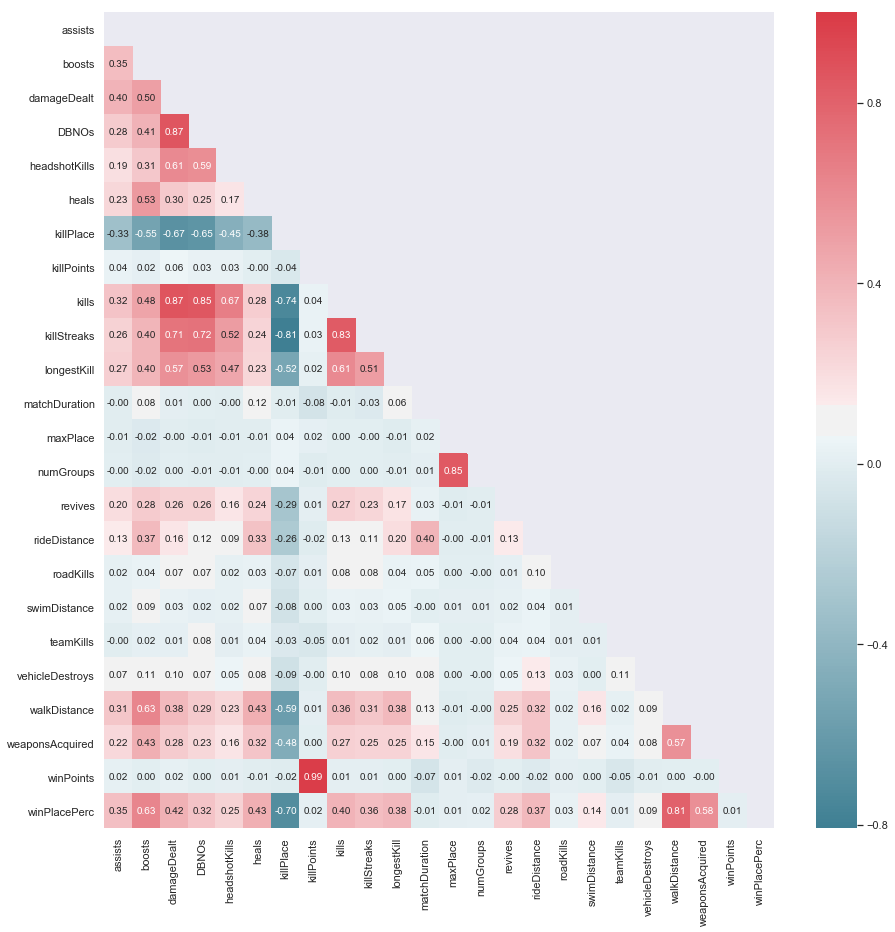 assists
boosts 0.35
damageDealt 0.40 0.50
DBNOs 0.28 0.41 0.87
headshotKills 0.19 0.31 0.61 0.59
heals 0.23 0.53 0.30 0.25 0.17
killPlace -0.33 -0.55 -0.67 -0.65 -0.45 -0.38
killPoints 0.04 0.02 0.06 0.03 0.03 -0.00 -0.04
kills 0.32 0.48 0.87 0.85 0.67 0.28 -0.74 0.04
killStreaks 0.26 0.40 0.71 0.72 0.52 0.24 -0.81 0.03 0.83
longestKill 0.27 0.40 0.57 0.53 0.47 0.23 -0.52 0.02 0.61 0.51
matchDuration -0.00 0.08 0.01 0.00 -0.00 0.12 -0.01 -0.08 -0.01 -0.03 0.06
maxPlace -0.01 -0.02 -0.00 -0.01 -0.01 -0.01 0.04 0.02 0.00 -0.00 -0.01 0.02
numGroups -0.00 -0.02 0.00 -0.01 -0.01 -0.00 0.04 -0.01 0.00 0.00 -0.01 0.01 0.85
revives 0.20 0.28 0.26 0.26 0.16 0.24 -0.29 0.01 0.27 0.23 0.17 0.03 -0.01 -0.01
rideDistance 0.13 0.37 0.16 0.12 0.09 0.33 -0.26 -0.02 0.13 0.11 0.20 0.40 -0.00 -0.01 0.13
roadKills 0.02 0.04 0.07 0.07 0.02 0.03 -0.07 0.01 0.08 0.08 0.04 0.05 0.00 -0.00 0.01 0.10
swimDistance 0.02 0.09 0.03 0.02 0.02 0.07 -0.08 0.00 0.03 0.03 0.05 -0.00 0.01 0.01 0.02 0.04 0.01
teamKills -0.00 0.02 0.01 0.08 0.01 0.04 -0.03 -0.05 0.01 0.02 0.01 0.06 0.00 -0.00 0.04 0.04 0.01 0.01
vehicleDestroys 0.07 0.11 0.10 0.07 0.05 0.08 -0.09 -0.00 0.10 0.08 0.10 0.08 0.00 -0.00 0.05 0.13 0.03 0.00 0.11
walkDistance 0.31 0.63 0.38 0.29 0.23 0.43 -0.59 0.01 0.36 0.31 0.38 0.13 -0.01 -0.00 0.25 0.32 0.02 0.16 0.02 0.09
weaponsAcquired 0.22 0.43 0.28 0.23 0.16 0.32 -0.48 0.00 0.27 0.25 0.25 0.15 -0.00 0.01 0.19 0.32 0.02 0.07 0.04 0.08 0.57
winPoints 0.02 0.00 0.02 0.00 0.01 -0.01 -0.02 0.99 0.01 0.01 0.00 -0.07 0.01 -0.02 -0.00 -0.02 0.00 0.00 -0.05 -0.01 0.00 -0.00
winPlacePerc 0.35 0.63 0.42 0.32 0.25 0.43 -0.70 0.02 0.40 0.36 0.38 -0.01 0.01 0.02 0.28 0.37 0.03 0.14 0.01 0.09 0.81 0.58 0.01
assists boosts damageDealt DBNOs headshotKills heals killPlace killPoints kills killStreaks longestKill matchDuration maxPlace numGroups revives rideDistance roadKills swimDistance teamKills vehicleDestroys walkDistance weaponsAcquired winPoints winPlacePerc
0.8
0.4
0.0
−0.4
−0.8